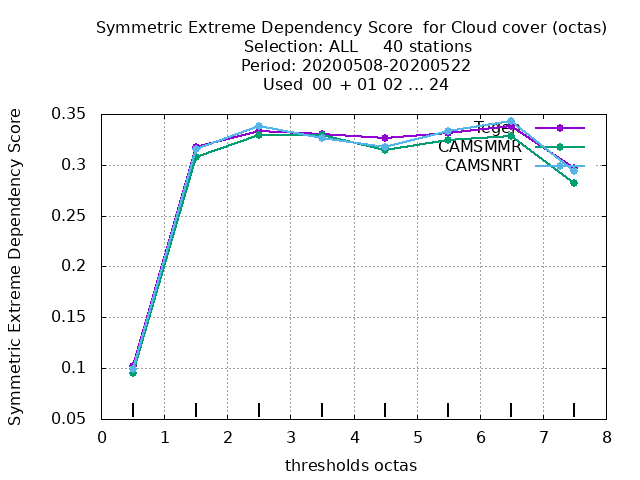 Symmetric Extreme Dependency Score for Cloud cover (octas)
Selection: ALL 40 stations
Period: 20200508-20200522
Used 00 + 01 02 ... 24
Symmetric Extreme Dependency Score
0.35
0.3
0.25
0.2
0.15
0.1
0.05
CAMSMMR
CAMSNRT
0 1 2 3 4 5 6 7 8
thresholds octas